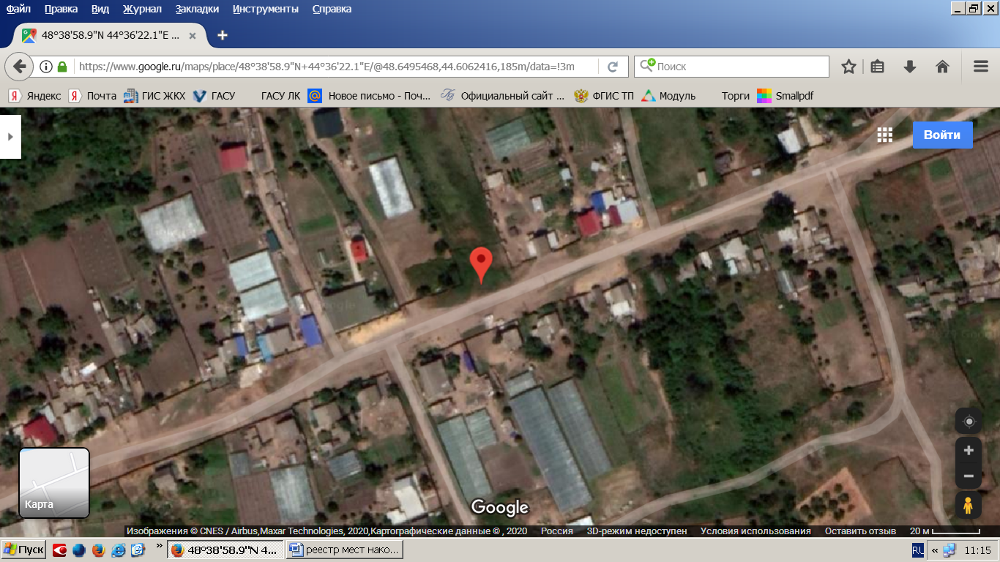 Файл Правка Вид Журнал Закладки Инструменты Справка
48°38'58.9"N 44°36'22.1"E ...
https://www.google.ru/maps/place/48°38'58.9"N+44°36'22.1"E/@48.6495468,44.6062416,185m/data=!3m
Поиск
Яндекс Почта ГИС ЖКХ ГАСУ ГАСУ ЛК Новое письмо - Поч... Официальный сайт ... ФГИС ТП Модуль Торги Smallpdf
Войти
Карта
Google
Изображения © CNES / Airbus,Maxar Technologies, 2020,Картографические данные © , 2020 Россия 3D-режим недоступен Условия использования Оставить отзыв 20 м
Пуск » 48°38'58.9"N 4... реестр мест нако... RU « 11:15